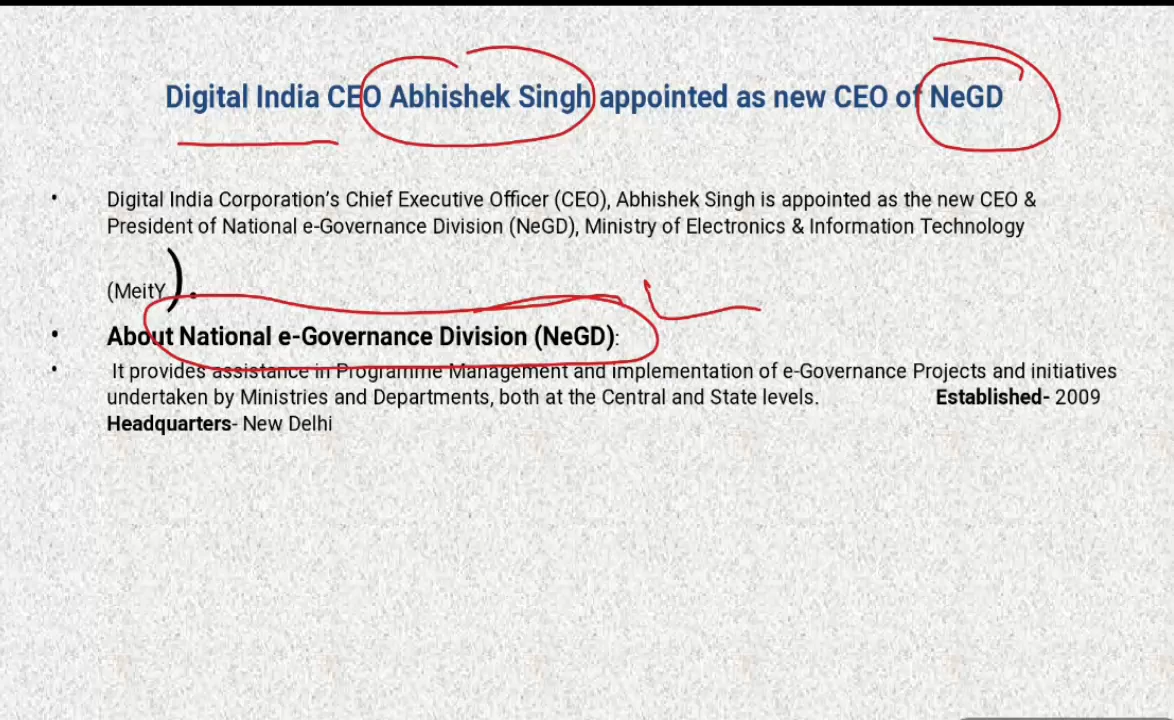 Digital India CEO Abhishek Singh appointed as new CEO of NeGD
• Digital India Corporation’s Chief Executive Officer (CEO), Abhishek Singh is appointed as the new CEO &
President of National e-Governance Division (NeGD), Ministry of Electronics & Information Technology
(MeitY).
• About National e-Governance Division (NeGD):
• It provides assistance in Programme Management and implementation of e-Governance Projects and initiatives
undertaken by Ministries and Departments, both at the Central and State levels. Established- 2009
Headquarters- New Delhi